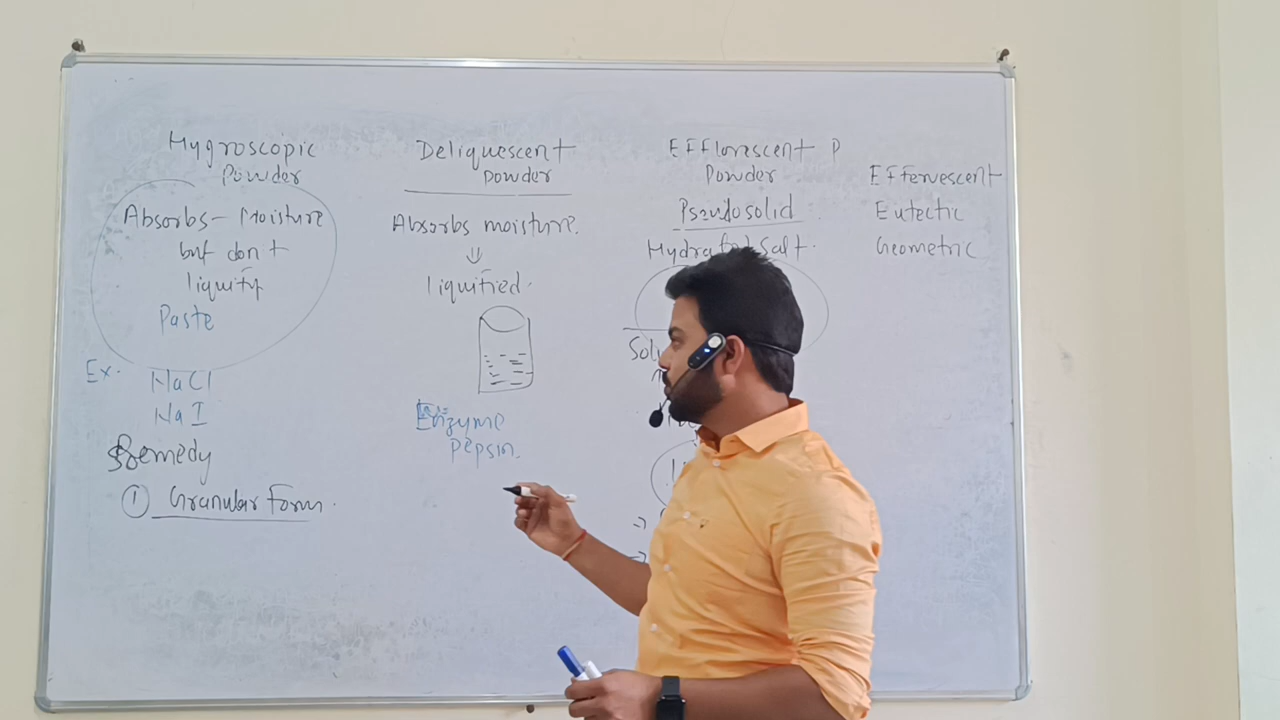 Hygroscopic
Powder
Absorbs - Moisture
but don't
liquify
Paste
Ex. NaCl
NaI
Remedy
① Granular Form.
Deliquescent
Powder
Absorbs moisture.
⇓
liquified.
Enzyme
pepsin.
Efflorescent P
Powder
Pseudosolid
Salt.
Effervescent
Eutectic
Geometric